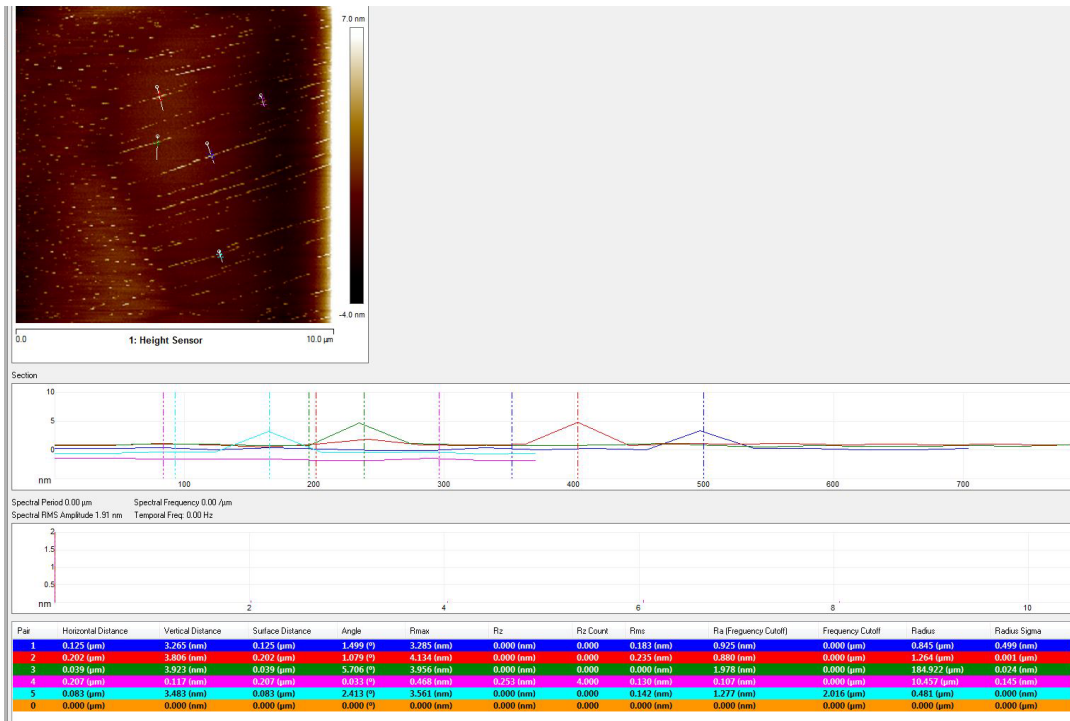 7.0 nm
-4.0 nm
0.0 1: Height Sensor 10.0 µm
Section
10
5
0
nm 100 200 300 400 500 600 700
Spectral Period 0.00 µm Spectral Frequency 0.00 /µm
Spectral RMS Amplitude 1.91 nm Temporal Freq: 0.00 Hz
2
1.5
1
0.5
nm 2 4 6 8 10
Pair Horizontal Distance Vertical Distance Surface Distance Angle Rmax Rz Rz Count Rms Ra (Freguency Cutoff) Frequency Cutoff Radius Radius Sigma
1 0.125 (µm) 3.265 (nm) 0.125 (µm) 1.499 (º) 3.285 (nm) 0.000 (nm) 0.000 0.183 (nm) 0.925 (nm) 0.000 (µm) 0.845 (µm) 0.499 (nm)
2 0.202 (µm) 3.806 (nm) 0.202 (µm) 1.079 (º) 4.134 (nm) 0.000 (nm) 0.000 0.235 (nm) 0.880 (nm) 0.000 (µm) 1.264 (µm) 0.001 (nm)
3 0.039 (µm) 3.923 (nm) 0.039 (µm) 5.706 (º) 3.956 (nm) 0.000 (nm) 0.000 0.000 (nm) 1.978 (nm) 0.000 (µm) 184.922 (µm) 0.024 (nm)
4 0.207 (µm) 0.117 (nm) 0.207 (µm) 0.033 (º) 0.468 (nm) 0.253 (nm) 4.000 0.130 (nm) 0.107 (nm) 0.000 (µm) 10.457 (µm) 0.145 (nm)
5 0.083 (µm) 3.483 (nm) 0.083 (µm) 2.413 (º) 3.561 (nm) 0.000 (nm) 0.000 0.142 (nm) 1.277 (nm) 2.016 (µm) 0.481 (µm) 0.000 (nm)
0 0.000 (µm) 0.000 (nm) 0.000 (µm) 0.000 (º) 0.000 (nm) 0.000 (nm) 0.000 0.000 (nm) 0.000 (nm) 0.000 (µm) 0.000 (µm) 0.000 (nm)